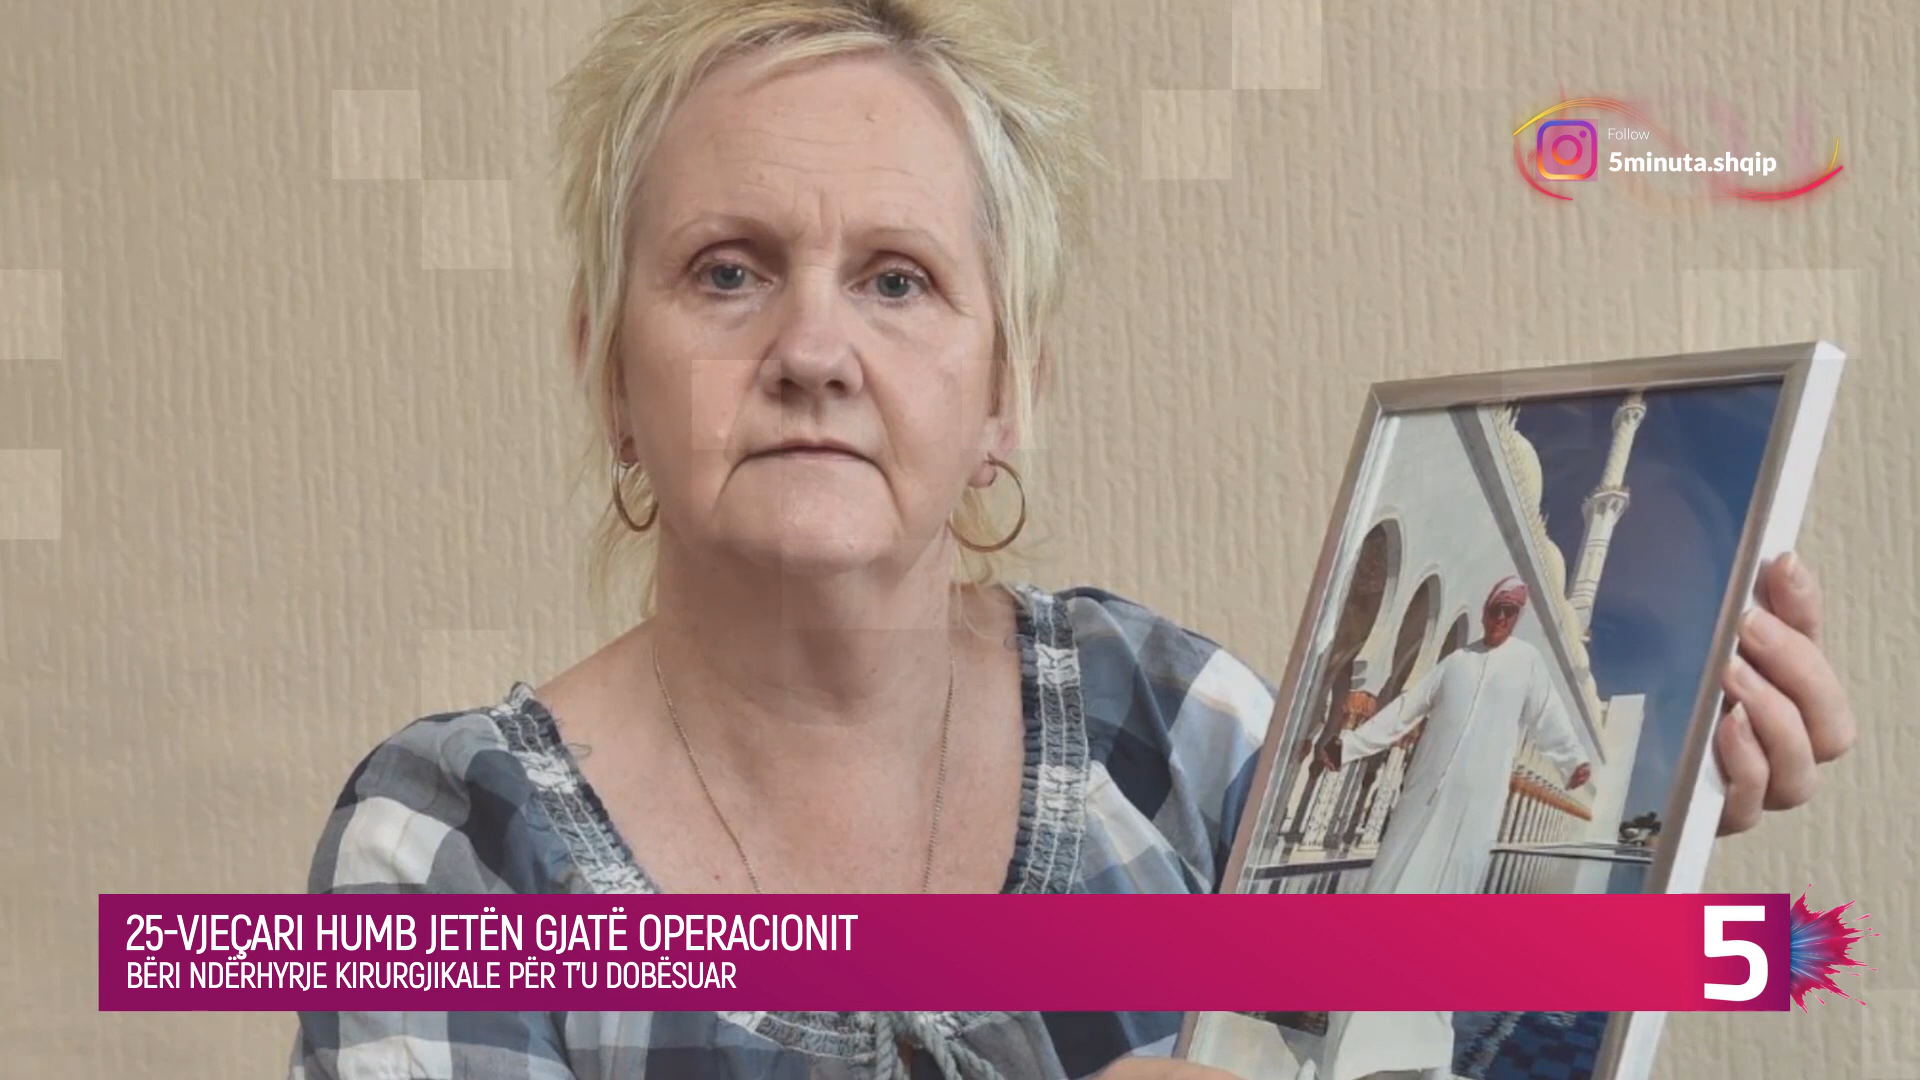 Follow
5minuta.shqip
25-VJEÇARI HUMB JETËN GJATË OPERACIONIT
BËRI NDËRHYRJE KIRURGJIKALE PËR T'U DOBËSUAR
5